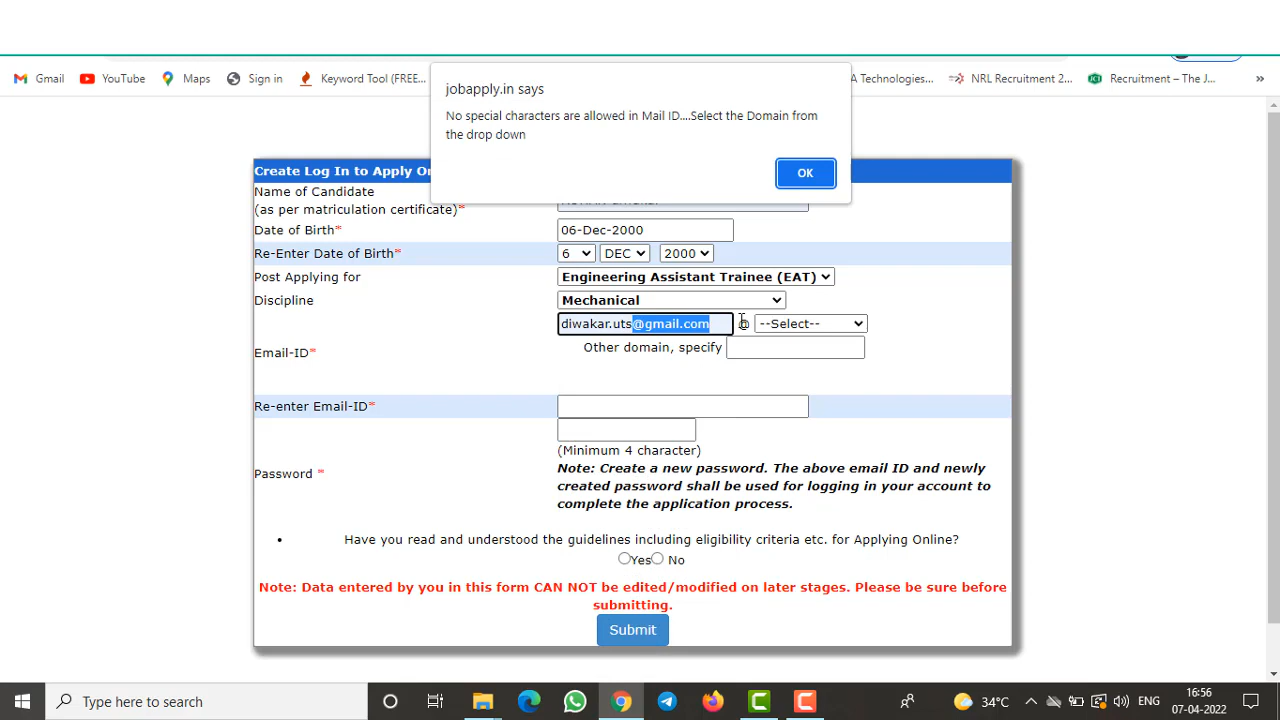 Gmail YouTube Maps Sign in Keyword Tool (FREE... A Technologies... NRL Recruitment 2... Recruitment – The J... »
jobapply.in says
No special characters are allowed in Mail ID....Select the Domain from
the drop down
OK
Create Log In to Apply On
Name of Candidate
(as per matriculation certificate)*
Date of Birth* 06-Dec-2000
Re-Enter Date of Birth* 6 DEC 2000
Post Applying for Engineering Assistant Trainee (EAT)
Discipline Mechanical
diwakar.uts@gmail.com @ --Select--
Other domain, specify
Email-ID*
Re-enter Email-ID*
(Minimum 4 character)
Password *
Note: Create a new password. The above email ID and newly
created password shall be used for logging in your account to
complete the application process.
• Have you read and understood the guidelines including eligibility criteria etc. for Applying Online?
Yes No
Note: Data entered by you in this form CAN NOT be edited/modified on later stages. Please be sure before
submitting.
Submit
Type here to search 34°C ENG 16:56
07-04-2022